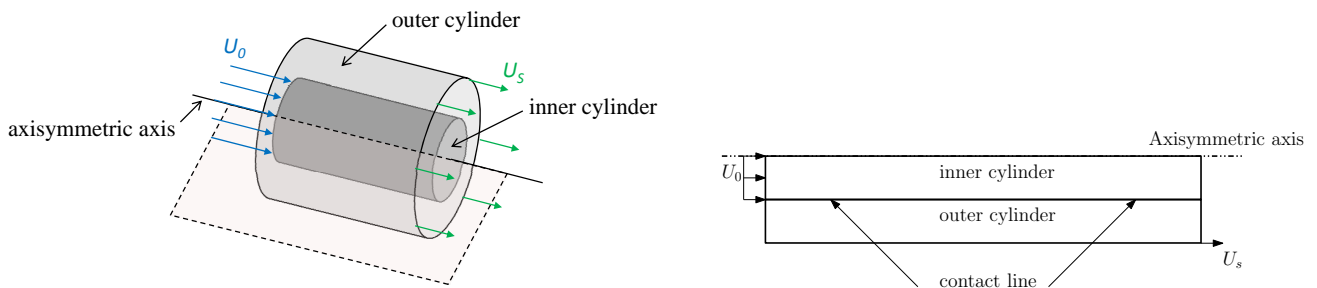 outer cylinder
U0
US
inner cylinder
axisymmetric axis
Axisymmetric axis
U0
inner cylinder
outer cylinder
Us
contact line